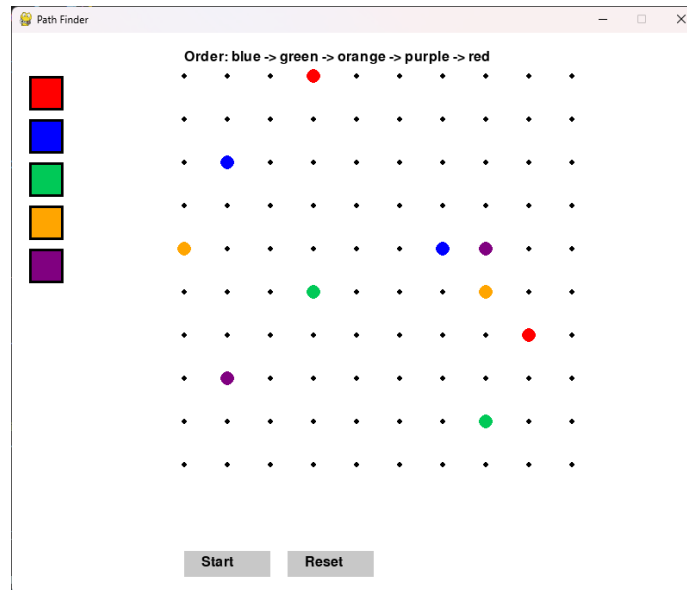 Path Finder
Order: blue -> green -> orange -> purple -> red
Start
Reset